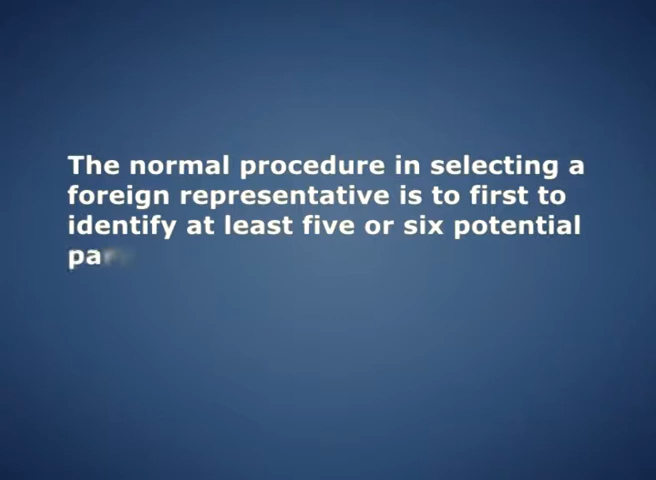 The normal procedure in selecting a
foreign representative is to first to
identify at least five or six potential